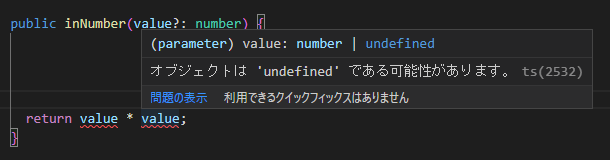 public inNumber(value?: number) {
(parameter) value: number | undefined
オブジェクトは 'undefined' である可能性があります。 ts(2532)
問題の表示 利用できるクイックフィックスはありません
return value * value;
}